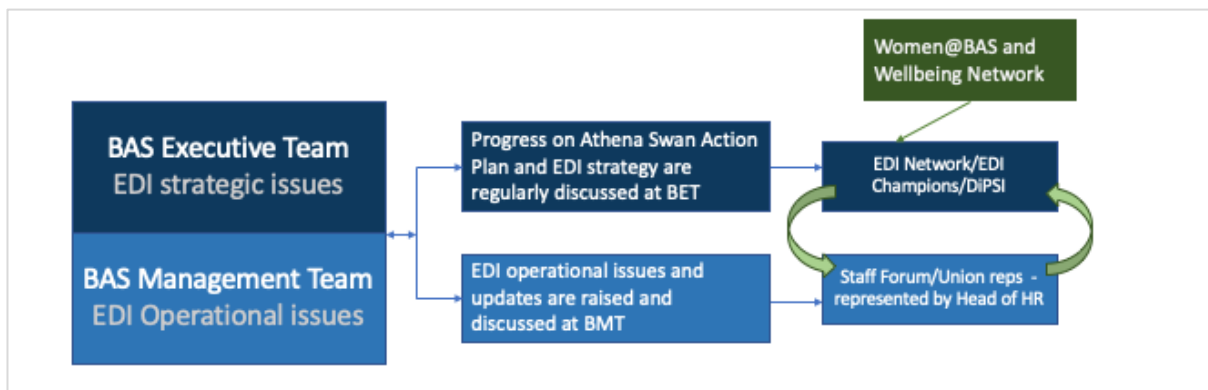 Women@BAS and
Wellbeing Network
BAS Executive Team
EDI strategic issues
Progress on Athena Swan Action
Plan and EDI strategy are
regularly discussed at BET
EDI Network/EDI
Champions/DiPSI
BAS Management Team
EDI Operational issues
EDI operational issues and
updates are raised and
discussed at BMT
Staff Forum/Union reps -
represented by Head of HR